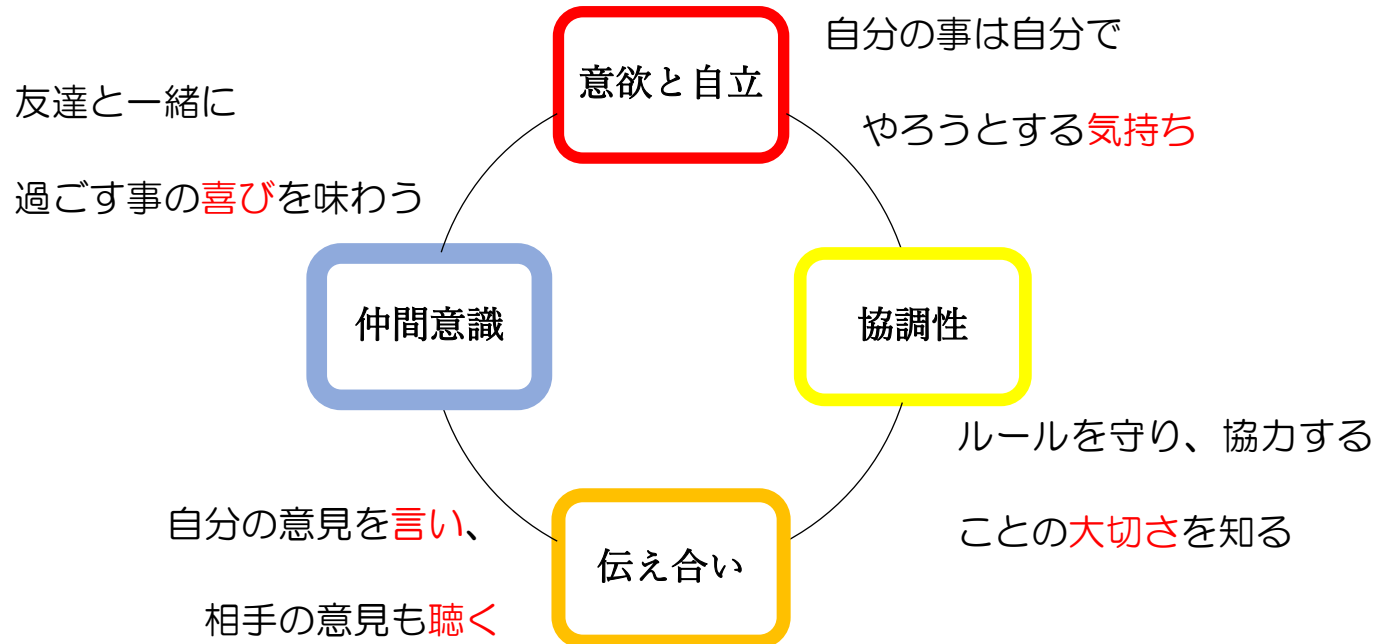 意欲と自立
自分の事は自分で
やろうとする気持ち
友達と一緒に
過ごす事の喜びを味わう
仲間意識
協調性
ルールを守り、協力する
ことの大切さを知る
自分の意見を言い、
相手の意見も聴く
伝え合い